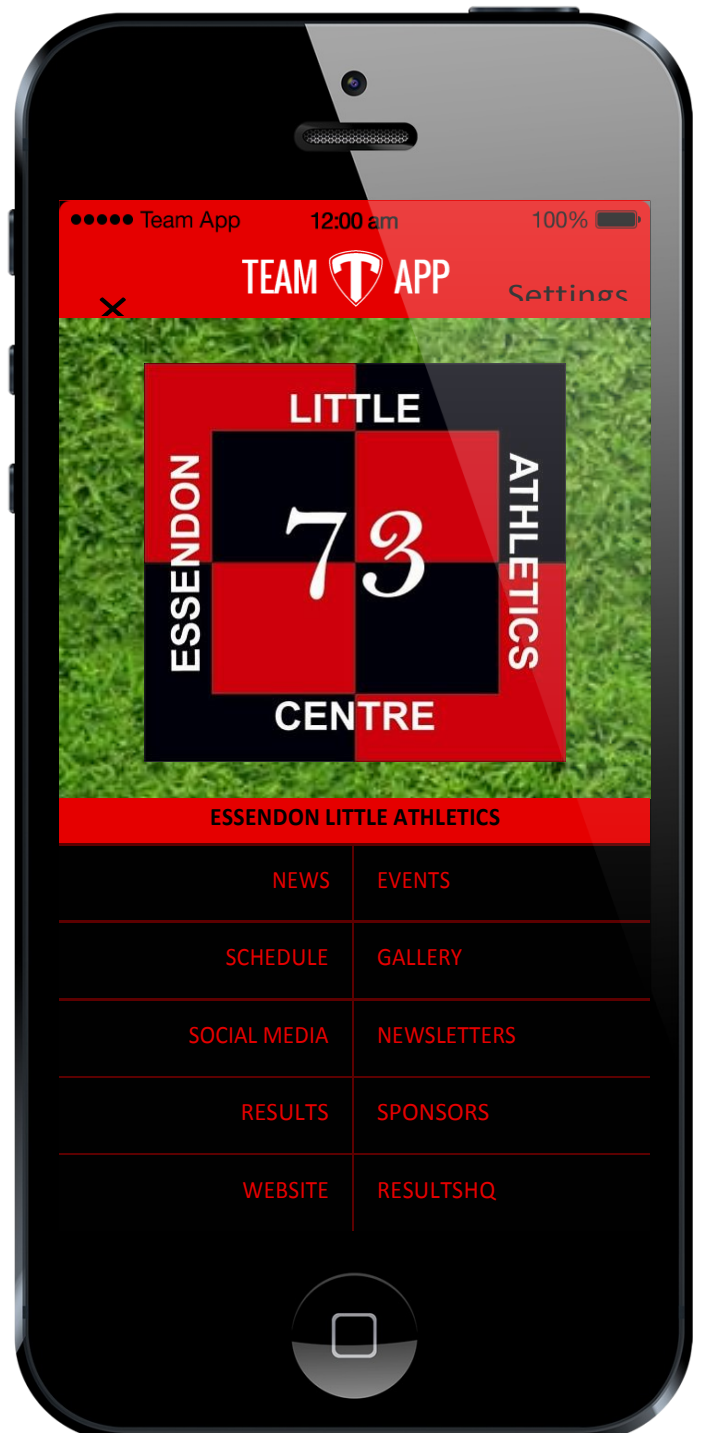 Team App 12:00 am 100%
TEAM T APP
× Settings
LITTLE
ESSENDON
73
ATHLETICS
CENTRE
ESSENDON LITTLE ATHLETICS
NEWS EVENTS
SCHEDULE GALLERY
SOCIAL MEDIA NEWSLETTERS
RESULTS SPONSORS
WEBSITE RESULTSHQ